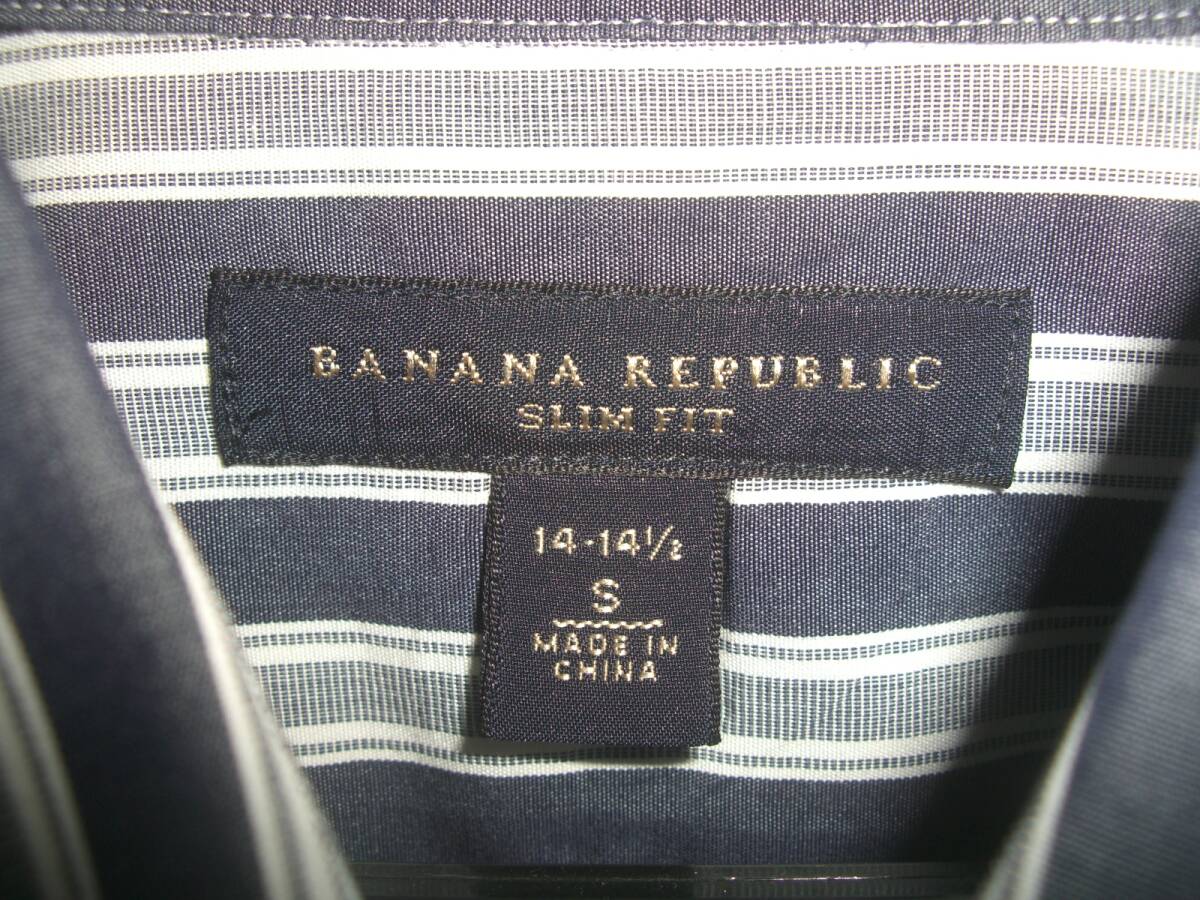 BANANA REPUBLIC
SLIM FIT
14-14½
S
MADE IN
CHINA